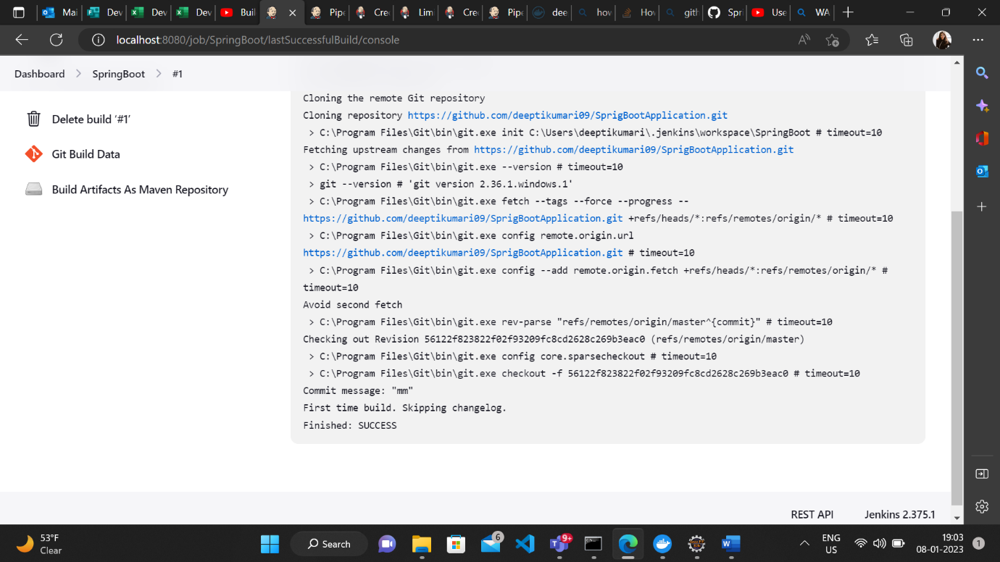 Mai
Dev
Dev
Dev
Buil
Pipe
Cre
Lim
Cre
Pipe
dee
how
Hov
gith
Spri
Use
WA
localhost:8080/job/SpringBoot/lastSuccessfulBuild/console
Dashboard
SpringBoot
#1
Delete build ‘#1’
Git Build Data
Build Artifacts As Maven Repository
Cloning the remote Git repository
Cloning repository https://github.com/deeptikumari09/SprigBootApplication.git
> C:\Program Files\Git\bin\git.exe init C:\Users\deeptikumari\.jenkins\workspace\SpringBoot # timeout=10
Fetching upstream changes from https://github.com/deeptikumari09/SprigBootApplication.git
> C:\Program Files\Git\bin\git.exe --version # timeout=10
> git --version # 'git version 2.36.1.windows.1'
> C:\Program Files\Git\bin\git.exe fetch --tags --force --progress --
https://github.com/deeptikumari09/SprigBootApplication.git +refs/heads/*:refs/remotes/origin/* # timeout=10
> C:\Program Files\Git\bin\git.exe config remote.origin.url
https://github.com/deeptikumari09/SprigBootApplication.git # timeout=10
> C:\Program Files\Git\bin\git.exe config --add remote.origin.fetch +refs/heads/*:refs/remotes/origin/* #
timeout=10
Avoid second fetch
> C:\Program Files\Git\bin\git.exe rev-parse "refs/remotes/origin/master^{commit}" # timeout=10
Checking out Revision 56122f823822f02f93209fc8cd2628c269b3eac0 (refs/remotes/origin/master)
> C:\Program Files\Git\bin\git.exe config core.sparsecheckout # timeout=10
> C:\Program Files\Git\bin\git.exe checkout -f 56122f823822f02f93209fc8cd2628c269b3eac0 # timeout=10
Commit message: "mm"
First time build. Skipping changelog.
Finished: SUCCESS
REST API
Jenkins 2.375.1
53°F
Clear
Search
6
9+
ENG
US
19:03
08-01-2023
1